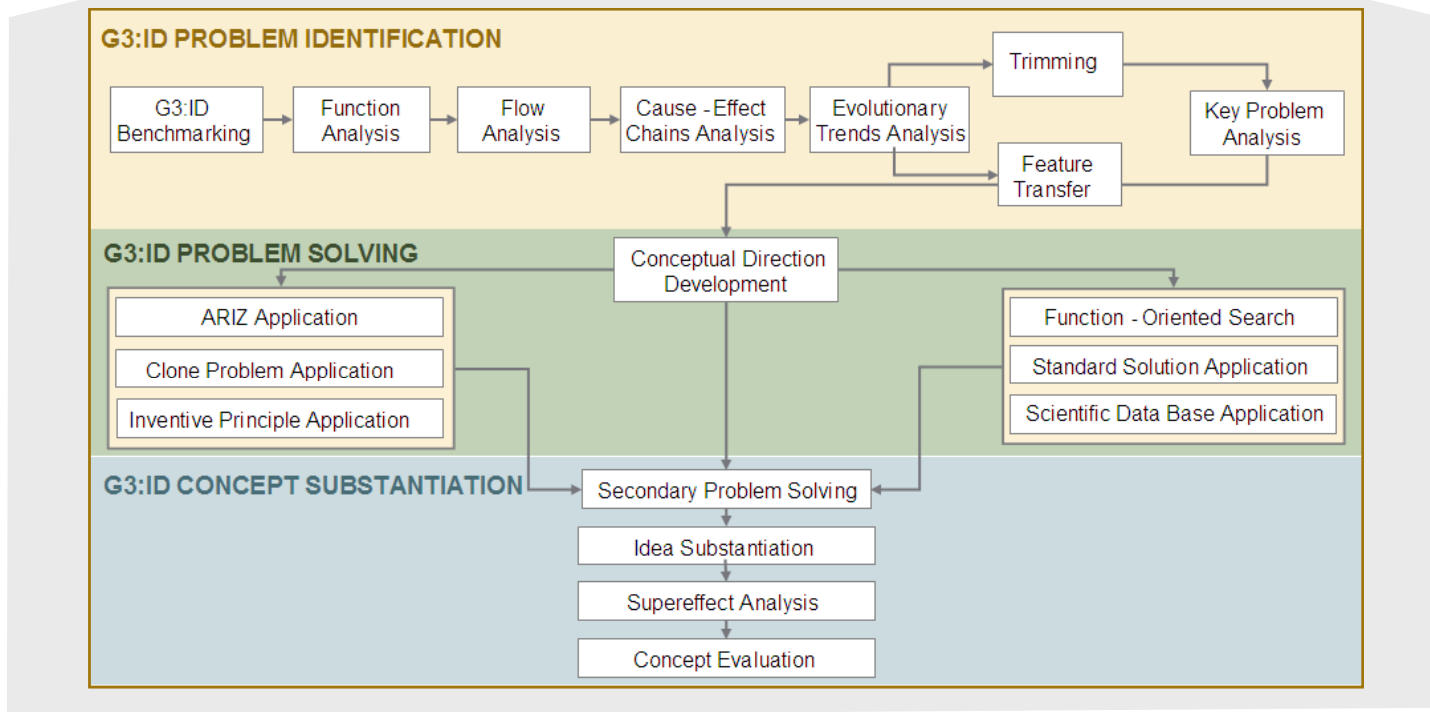 G3:ID PROBLEM IDENTIFICATION
G3:ID
Benchmarking
Function
Analysis
Flow
Analysis
Cause - Effect
Chains Analysis
Evolutionary
Trends Analysis
Trimming
Feature
Transfer
Key Problem
Analysis
G3:ID PROBLEM SOLVING
Conceptual Direction
Development
ARIZ Application
Clone Problem Application
Inventive Principle Application
Function - Oriented Search
Standard Solution Application
Scientific Data Base Application
G3:ID CONCEPT SUBSTANTIATION
Secondary Problem Solving
Idea Substantiation
Supereffect Analysis
Concept Evaluation